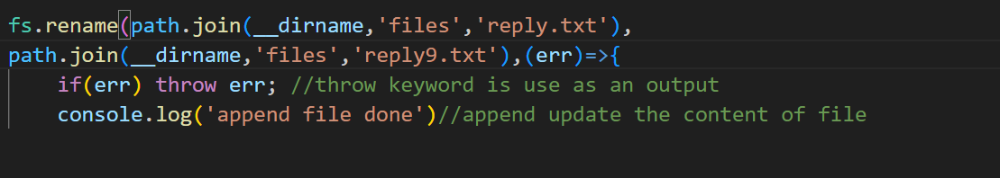 fs.rename(path.join(__dirname,'files','reply.txt'),
path.join(__dirname,'files','reply9.txt'),(err)=>{
    if(err) throw err; //throw keyword is use as an output
    console.log('append file done')//append update the content of file